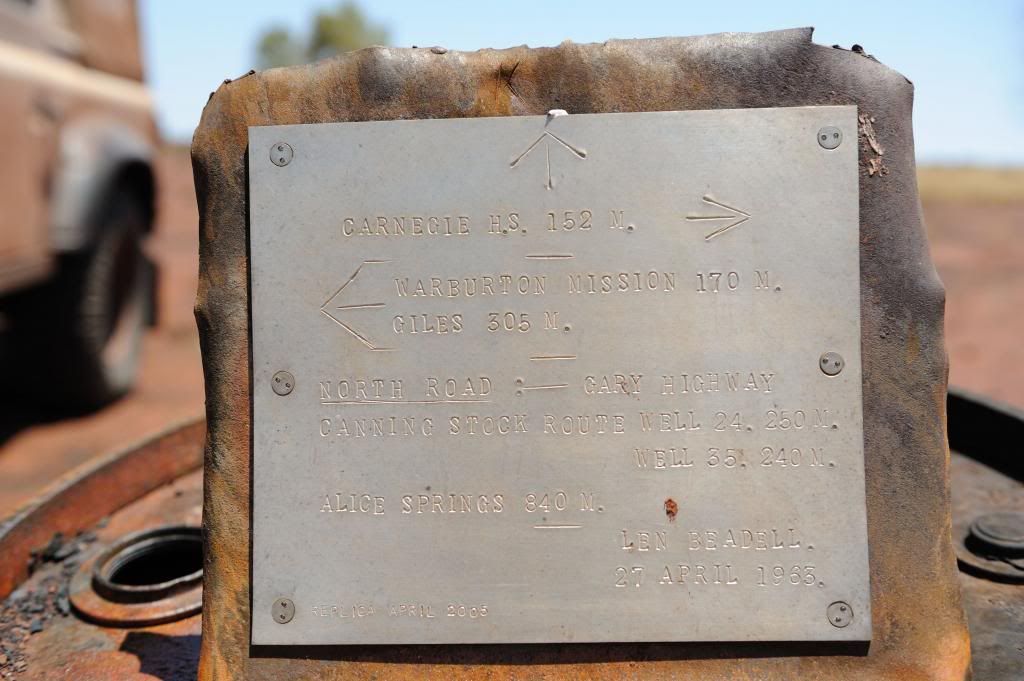 CARNEGIE H.S. 152 M.
WARBURTON MISSION 170 M.
GILES 305 M.
NORTH ROAD :— GARY HIGHWAY
CANNING STOCK ROUTE WELL 24. 250 M.
WELL 35. 240 M.
ALICE SPRINGS 840 M.
LEN BEADELL.
27 APRIL 1963.
REPLICA APRIL 2005